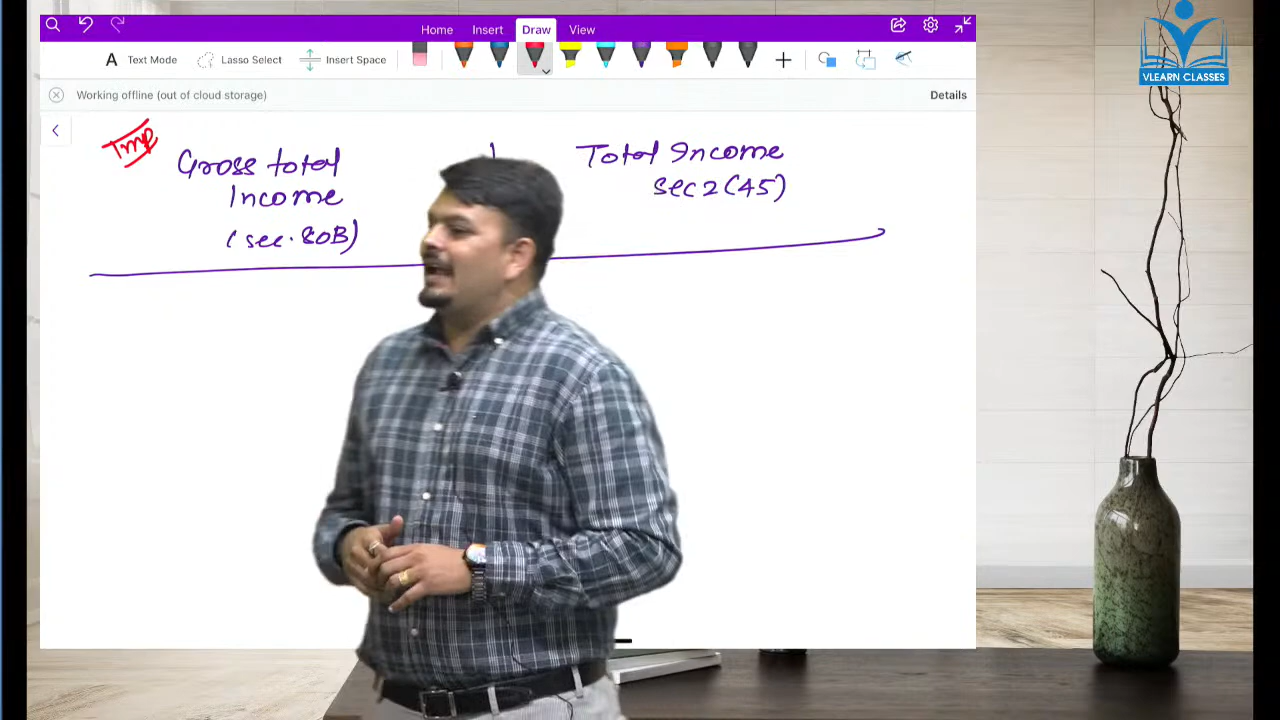 VLEARN CLASSES
Home Insert Draw View
Text Mode Lasso Select Insert Space
Working offline (out of cloud storage) Details
Imp
Gross total
Income
(sec. 80B)
Total Income
sec 2(45)